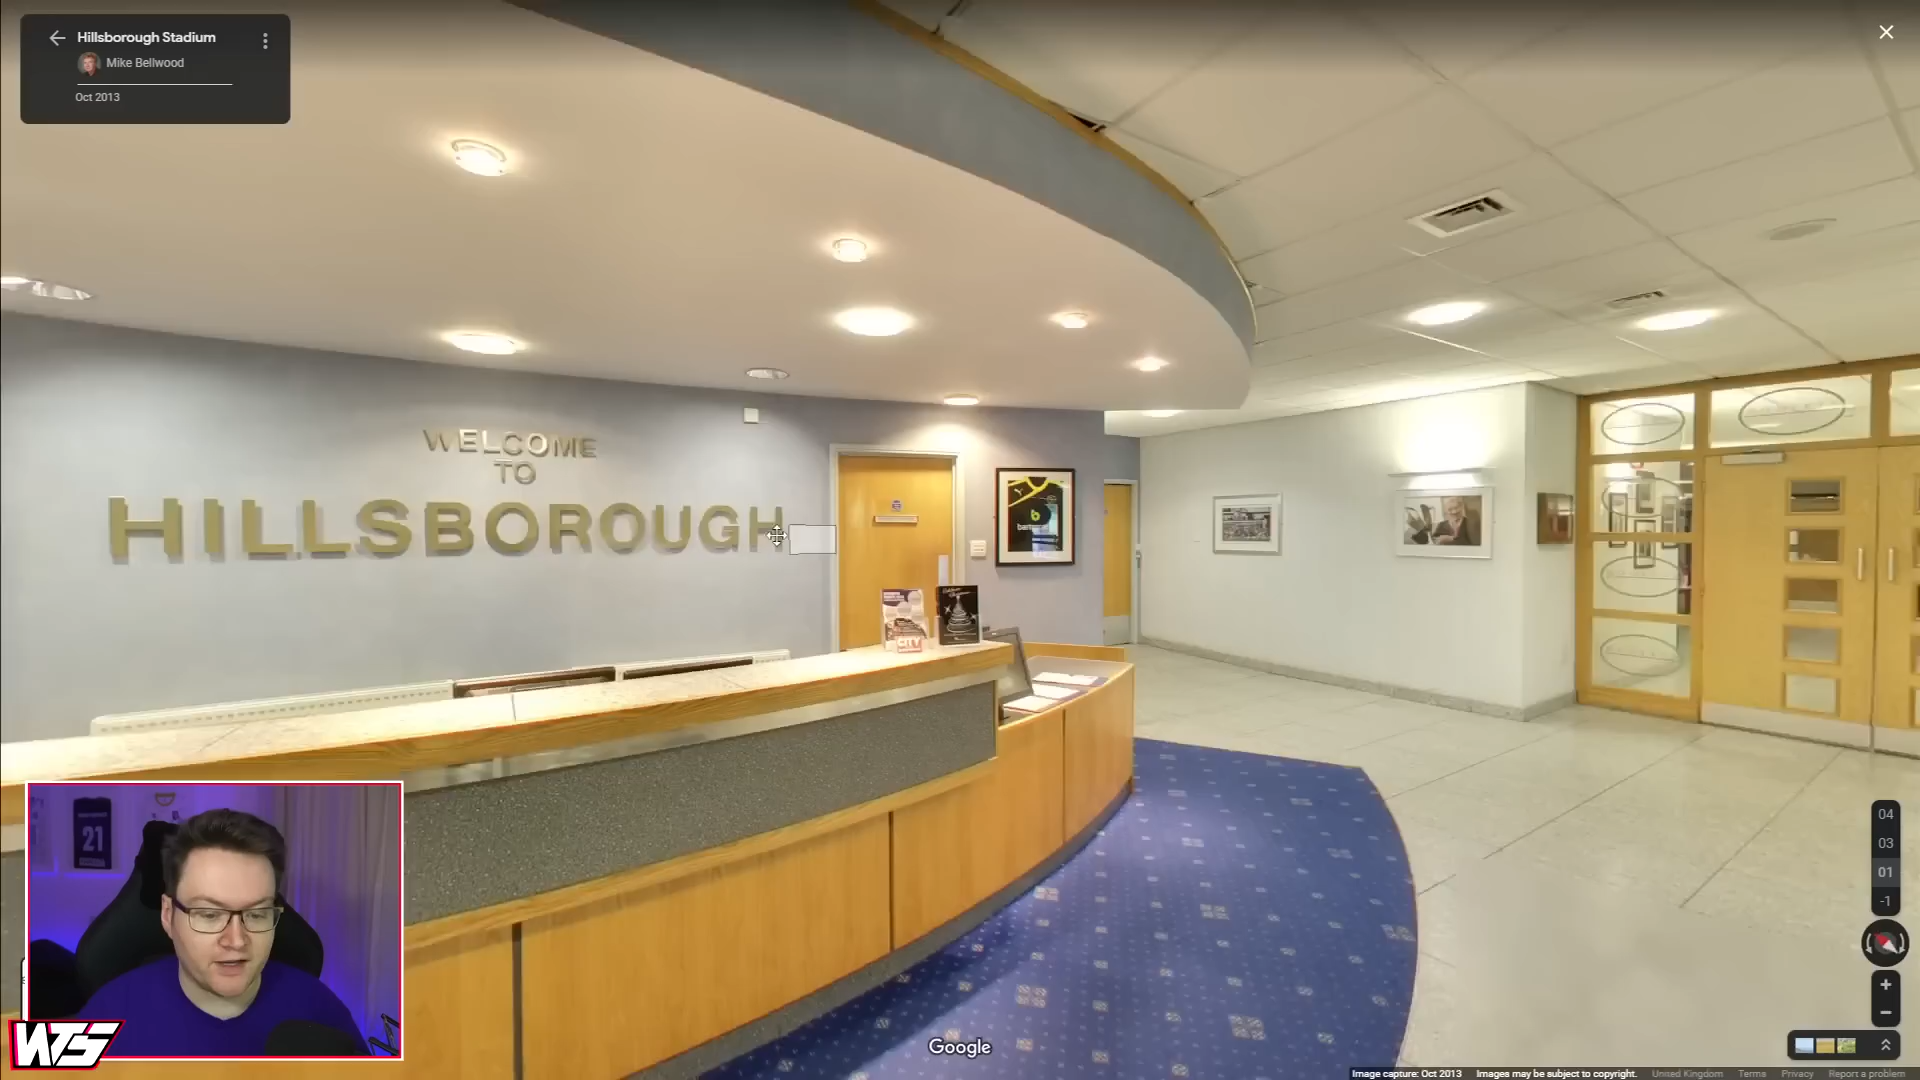 Hillsborough Stadium
Mike Bellwood
Oct 2013
WELCOME
TO
HILLSBOROUGH
CITY
21
WTS
04
03
01
-1
Google
Image capture: Oct 2013 Images may be subject to copyright. United Kingdom Terms Privacy Report a problem